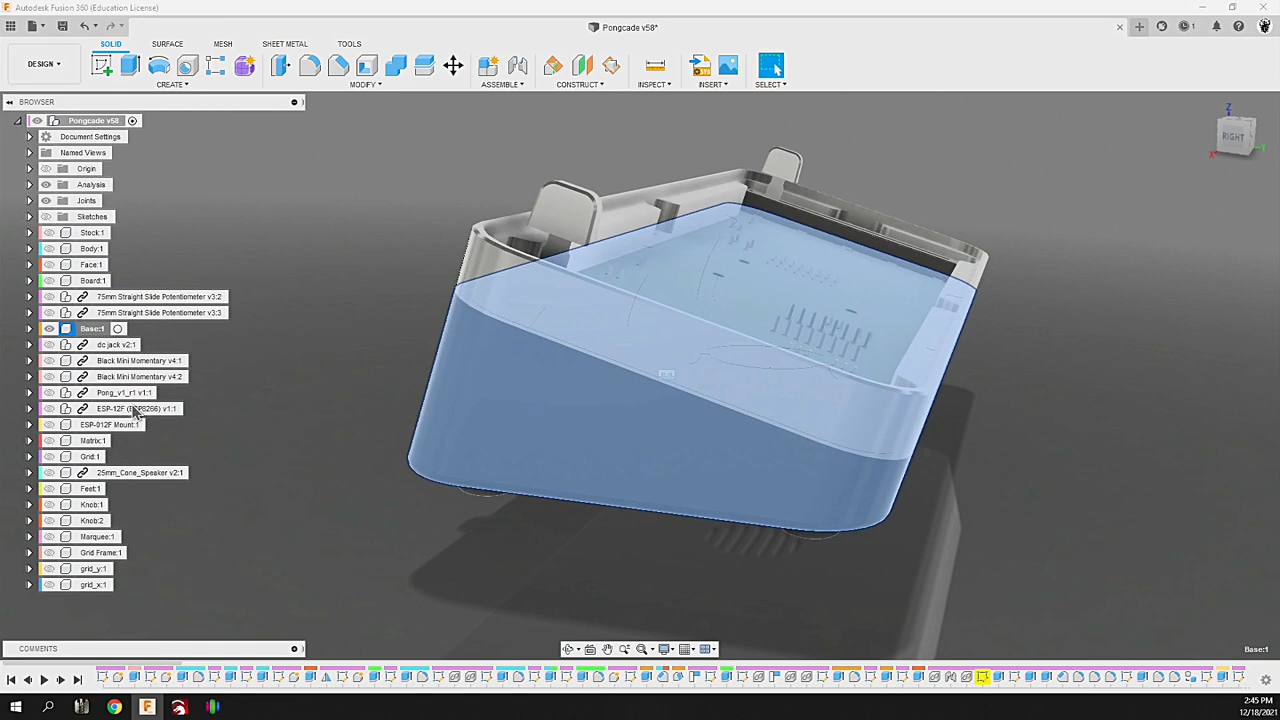 Autodesk Fusion 360 (Education License)
Pongcade v58*
1
DESIGN
SOLID SURFACE MESH SHEET METAL TOOLS
CREATE MODIFY ASSEMBLE CONSTRUCT INSPECT INSERT SELECT
BROWSER
Pongcade v58
Document Settings
Named Views
Origin
Analysis
Joints
Sketches
Stock:1
Body:1
Face:1
Board:1
75mm Straight Slide Potentiometer v3:2
75mm Straight Slide Potentiometer v3:3
Base:1
dc jack v2:1
Black Mini Momentary v4:1
Black Mini Momentary v4:2
Pong_v1_r1 v1:1
ESP-12F (ESP8266) v1:1
ESP-012F Mount:1
Matrix:1
Grid:1
25mm_Cone_Speaker v2:1
Feet:1
Knob:1
Knob:2
Marquee:1
Grid Frame:1
grid_y:1
grid_x:1
Z
RIGHT
X
Y
COMMENTS
Base:1
2:45 PM
12/18/2021